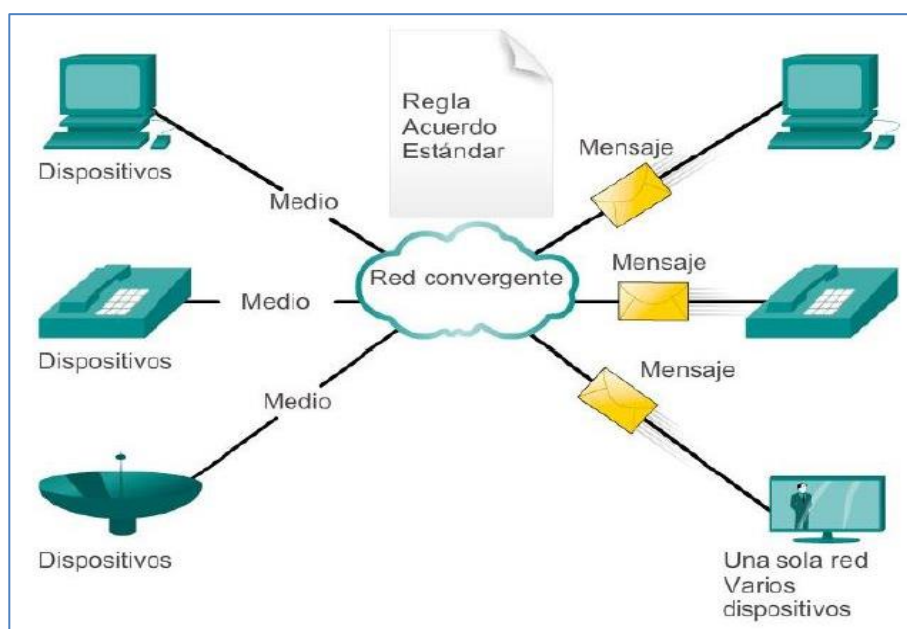 Regla
Acuerdo
Estándar
Mensaje
Dispositivos
Medio
Red convergente
Mensaje
Medio
Dispositivos
Mensaje
Medio
Dispositivos
Una sola red
Varios
dispositivos